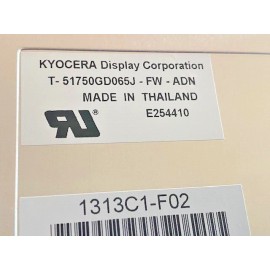 KYOCERA Display Corporation
T- 51750GD065J - FW - ADN
MADE IN THAILAND
E254410
1313C1-F02